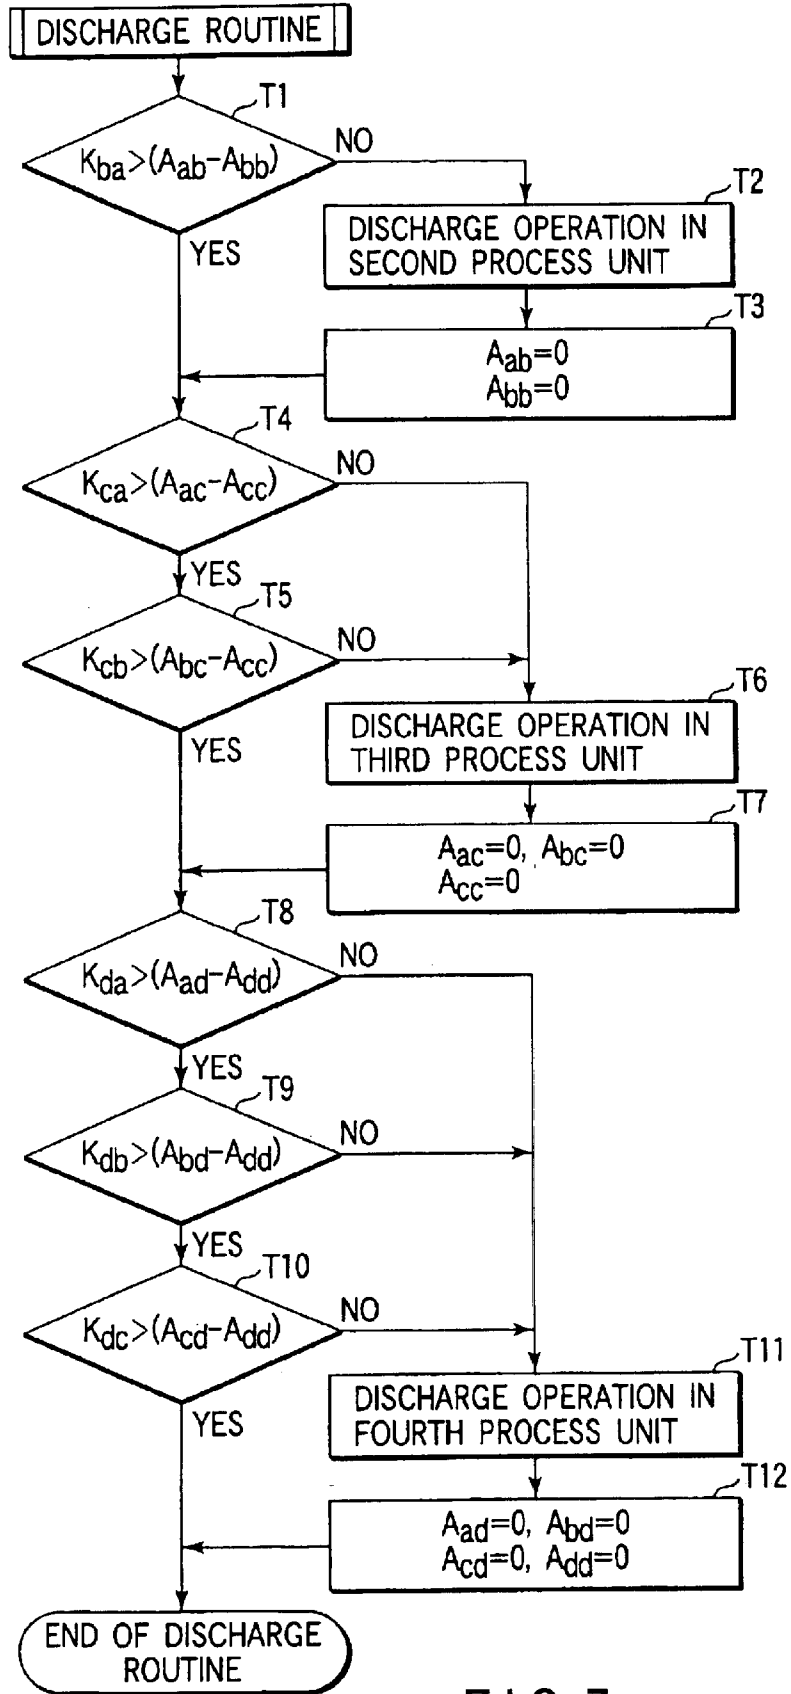 DISCHARGE ROUTINE
T1
Kba>(Aab-Abb)
NO
YES
T2
DISCHARGE OPERATION IN
SECOND PROCESS UNIT
T3
Aab=0
Abb=0
T4
Kca>(Aac-Acc)
NO
YES
T5
Kcb>(Abc-Acc)
NO
YES
T6
DISCHARGE OPERATION IN
THIRD PROCESS UNIT
T7
Aac=0, Abc=0
Acc=0
T8
Kda>(Aad-Add)
NO
YES
T9
Kdb>(Abd-Add)
NO
YES
T10
Kdc>(Acd-Add)
NO
YES
T11
DISCHARGE OPERATION IN
FOURTH PROCESS UNIT
T12
Aad=0, Abd=0
Acd=0, Add=0
END OF DISCHARGE
ROUTINE